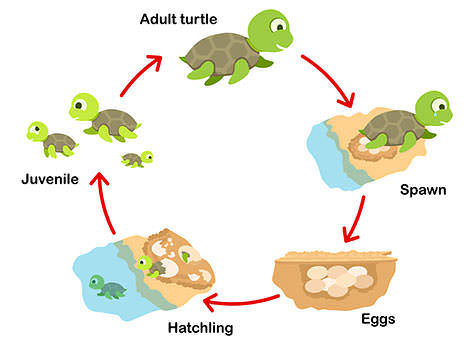 Adult turtle
Spawn
Eggs
Hatchling
Juvenile